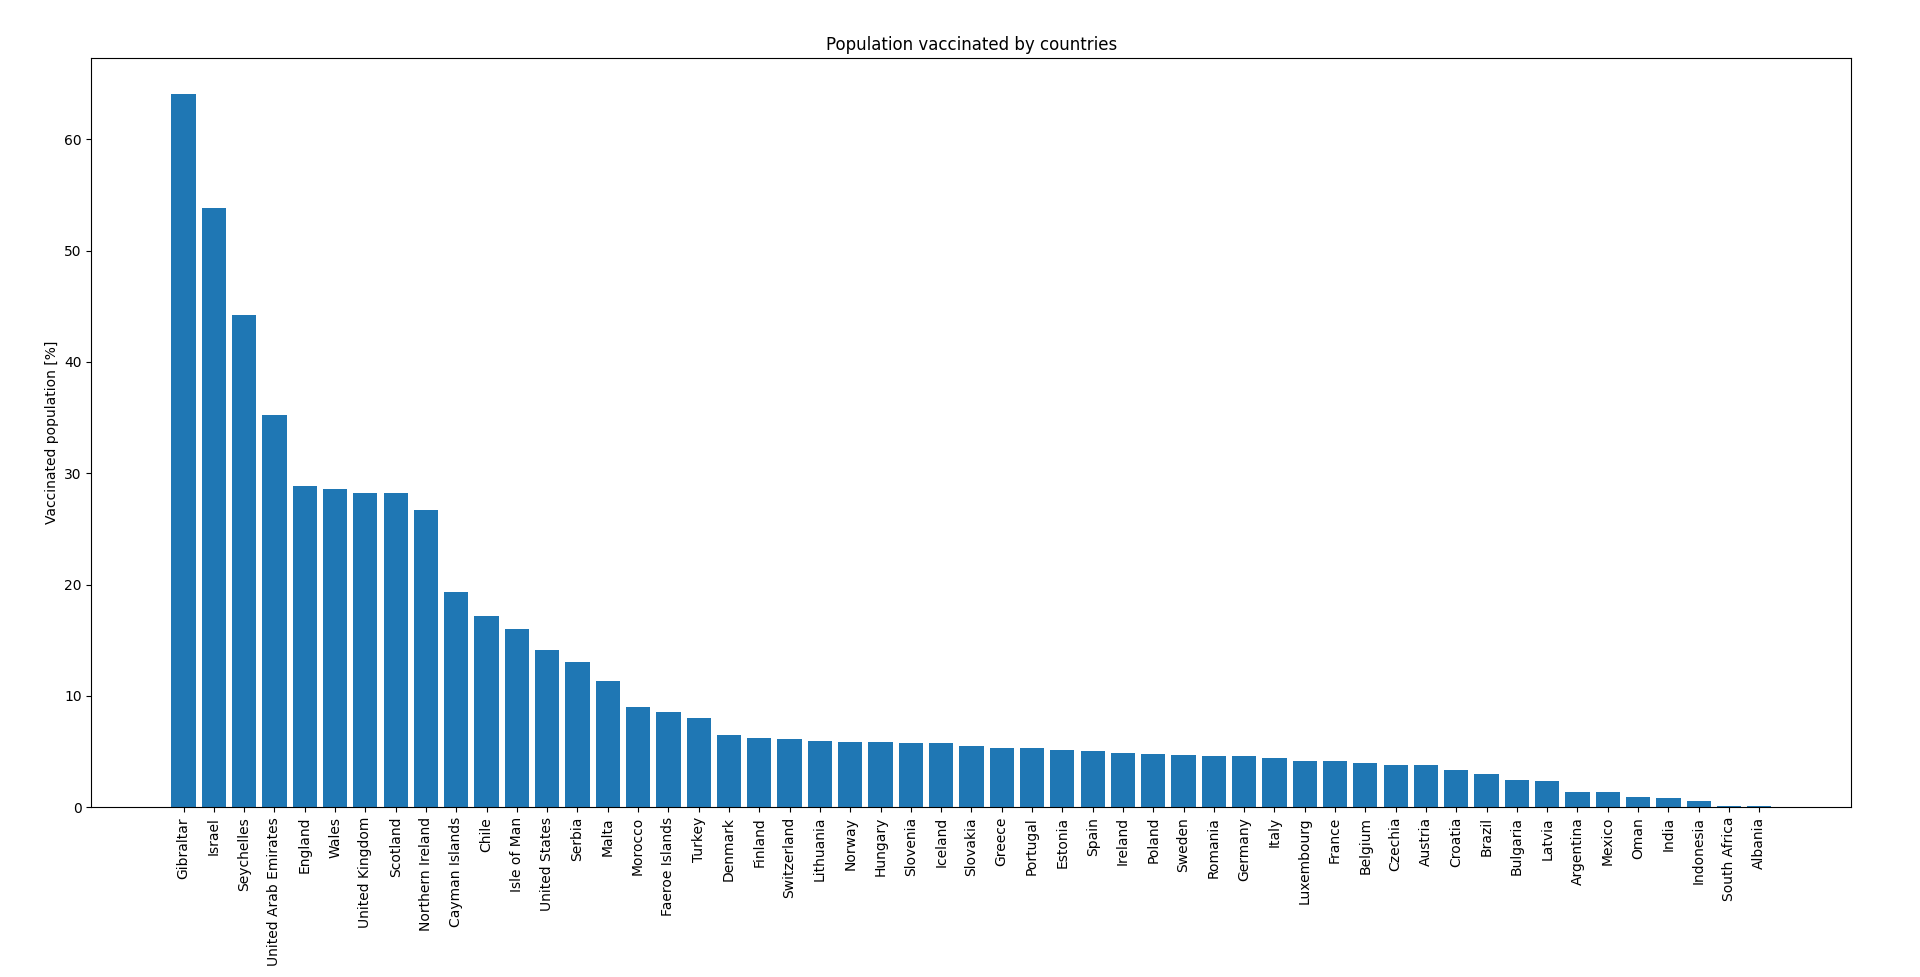 Population vaccinated by countries
Vaccinated population [%]
60
50
40
30
20
10
0
Gibraltar
Israel
Seychelles
United Arab Emirates
England
Wales
United Kingdom
Scotland
Northern Ireland
Cayman Islands
Chile
Isle of Man
United States
Serbia
Malta
Morocco
Faeroe Islands
Turkey
Denmark
Finland
Switzerland
Lithuania
Norway
Hungary
Slovenia
Iceland
Slovakia
Greece
Portugal
Estonia
Spain
Ireland
Poland
Sweden
Romania
Germany
Italy
Luxembourg
France
Belgium
Czechia
Austria
Croatia
Brazil
Bulgaria
Latvia
Argentina
Mexico
Oman
India
Indonesia
South Africa
Albania